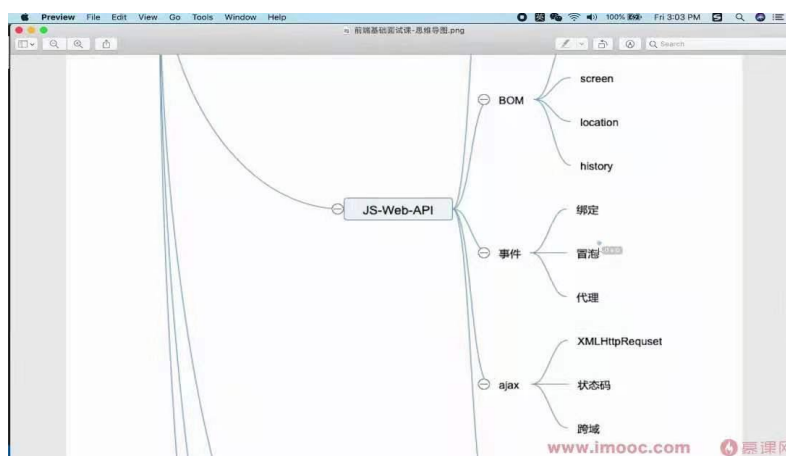 Preview File Edit View Go Tools Window Help 100% Fri 3:03 PM
前端基础面试课-思维导图.png
Search
screen
BOM
location
history
JS-Web-API
绑定
事件
冒泡
代理
XMLHttpRequset
ajax
状态码
跨域
www.imooc.com 慕课网